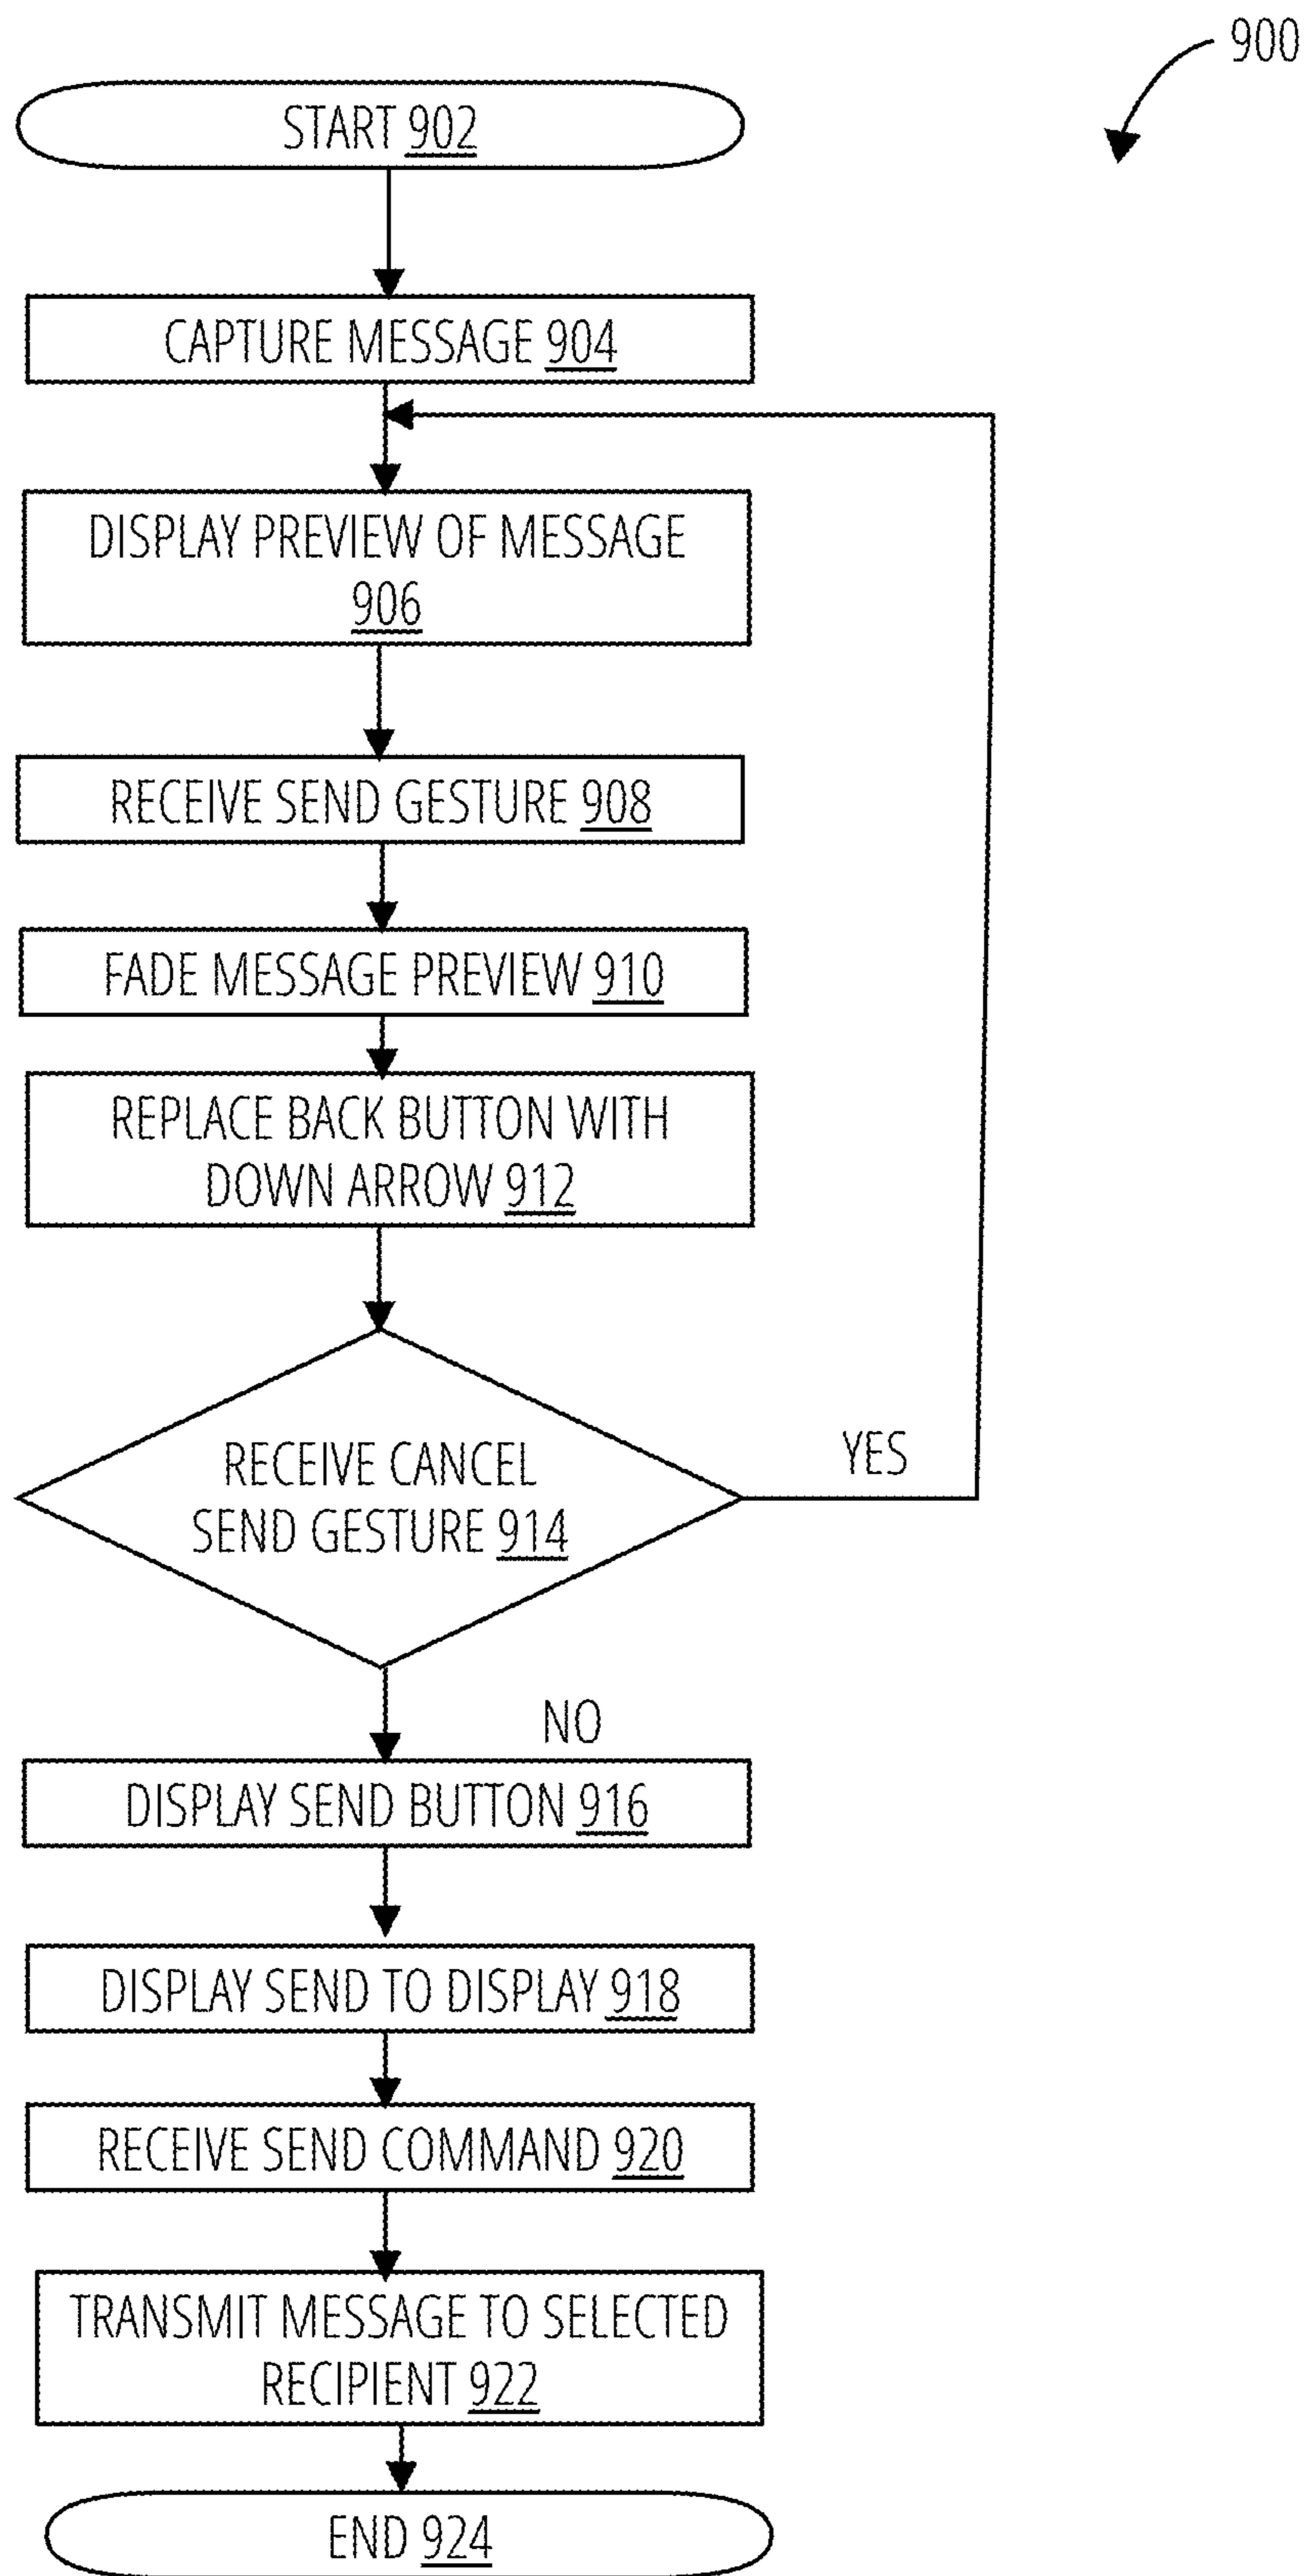 900
START 902
CAPTURE MESSAGE 904
DISPLAY PREVIEW OF MESSAGE
906
RECEIVE SEND GESTURE 908
FADE MESSAGE PREVIEW 910
REPLACE BACK BUTTON WITH
DOWN ARROW 912
RECEIVE CANCEL
SEND GESTURE 914
YES
NO
DISPLAY SEND BUTTON 916
DISPLAY SEND TO DISPLAY 918
RECEIVE SEND COMMAND 920
TRANSMIT MESSAGE TO SELECTED
RECIPIENT 922
END 924